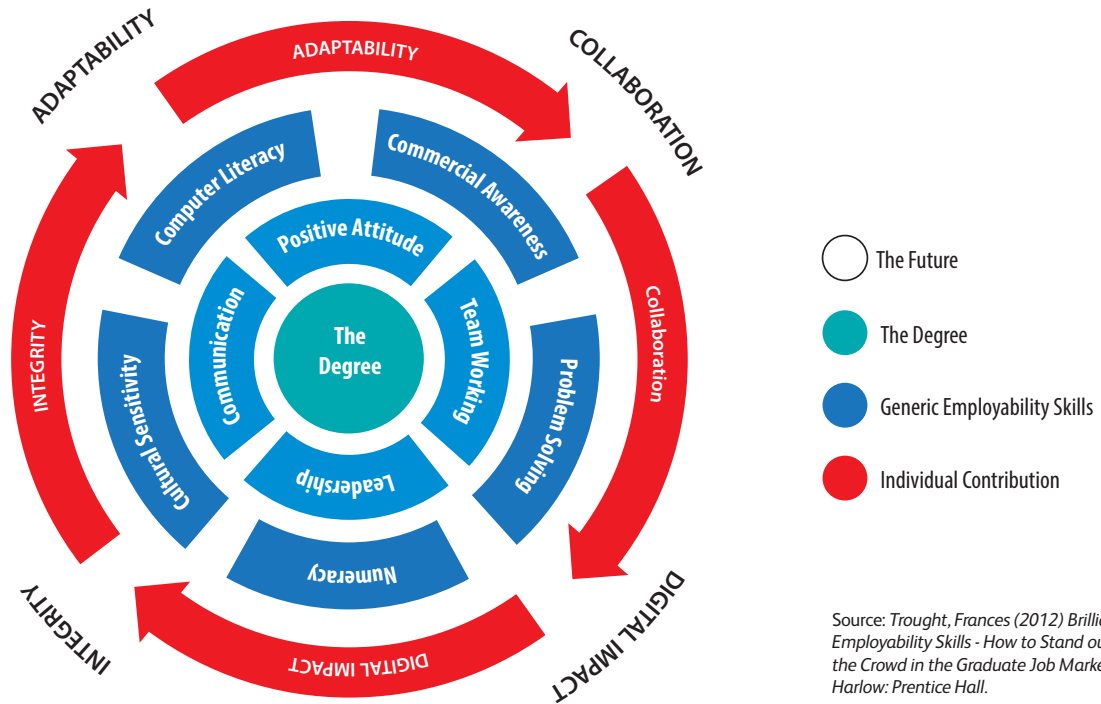 ADAPTABILITY
COLLABORATION
DIGITAL IMPACT
INTEGRITY
ADAPTABILITY
Collaboration
DIGITAL IMPACT
INTEGRITY
Computer Literacy
Commercial Awareness
Problem Solving
Numeracy
Cultural Sensitivity
Positive Attitude
Team Working
Leadership
Communication
The
Degree
The Future
The Degree
Generic Employability Skills
Individual Contribution
Source: Trought, Frances (2012)
Employability Skills - How to Stand
the Crowd in the Graduate Job
Harlow: Prentice Hall.